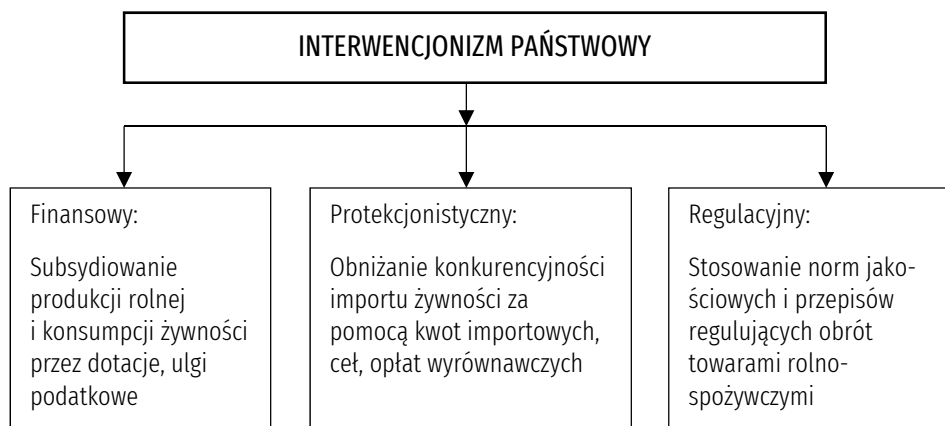 INTERWENCJONIZM PAŃSTWOWY
Finansowy:
Subsydiowanie
produkcji rolnej
i konsumpcji żywności
przez dotacje, ulgi
podatkowe
Protekcjonistyczny:
Obniżanie konkurencyjności
importu żywności za
pomocą kwot importowych,
ceł, opłat wyrównawczych
Regulacyjny:
Stosowanie norm jako-
ściowych i przepisów
regulujących obrót
towarami rolno-
spożywczymi